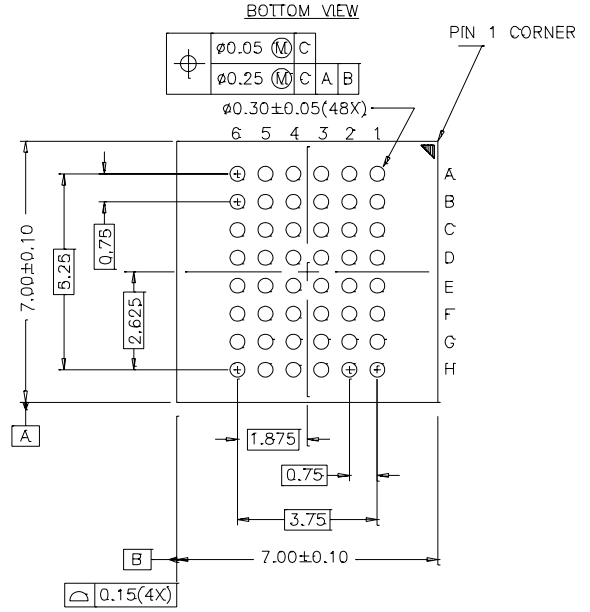 BOTTOM VIEW
PIN 1 CORNER
⌀0.05 Ⓜ C
⌀0.25 Ⓜ C A B
⌀0.30±0.05(48X)
6 5 4 3 2 1
A
B
C
D
E
F
G
H
7.00±0.10
5.25
0.75
2.625
A
1.875
0.75
3.75
B
7.00±0.10
0.15(4X)